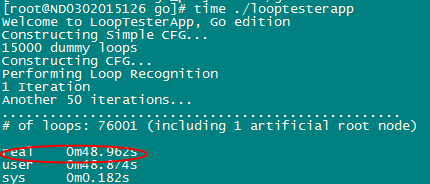 [root@ND0302015126 go]# time ./looptesterapp
Welcome to LoopTesterApp, Go edition
Constructing Simple CFG...
15000 dummy loops
Constructing CFG...
Performing Loop Recognition
1 Iteration
Another 50 iterations...
..................................................
# of loops: 76001 (including 1 artificial root node)
real 0m48.962s
user 0m48.874s
sys 0m0.182s